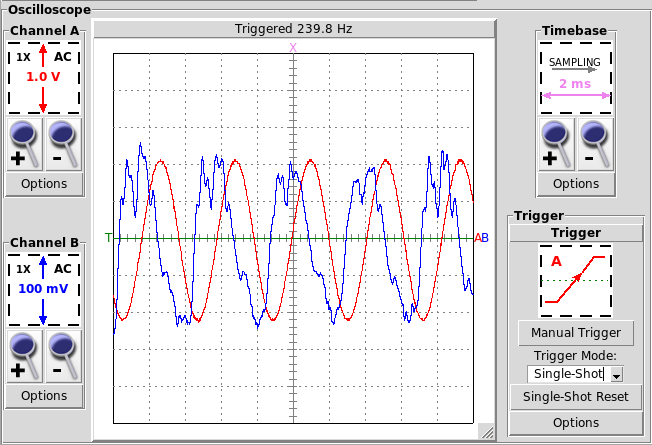 Oscilloscope
Channel A
1X AC
1.0 V
+ -
Options
Channel B
1X AC
100 mV
+ -
Options
Triggered 239.8 Hz
X
T
AB
Timebase
SAMPLING
2 ms
+ -
Options
Trigger
Trigger
A
Manual Trigger
Trigger Mode:
Single-Shot
Single-Shot Reset
Options